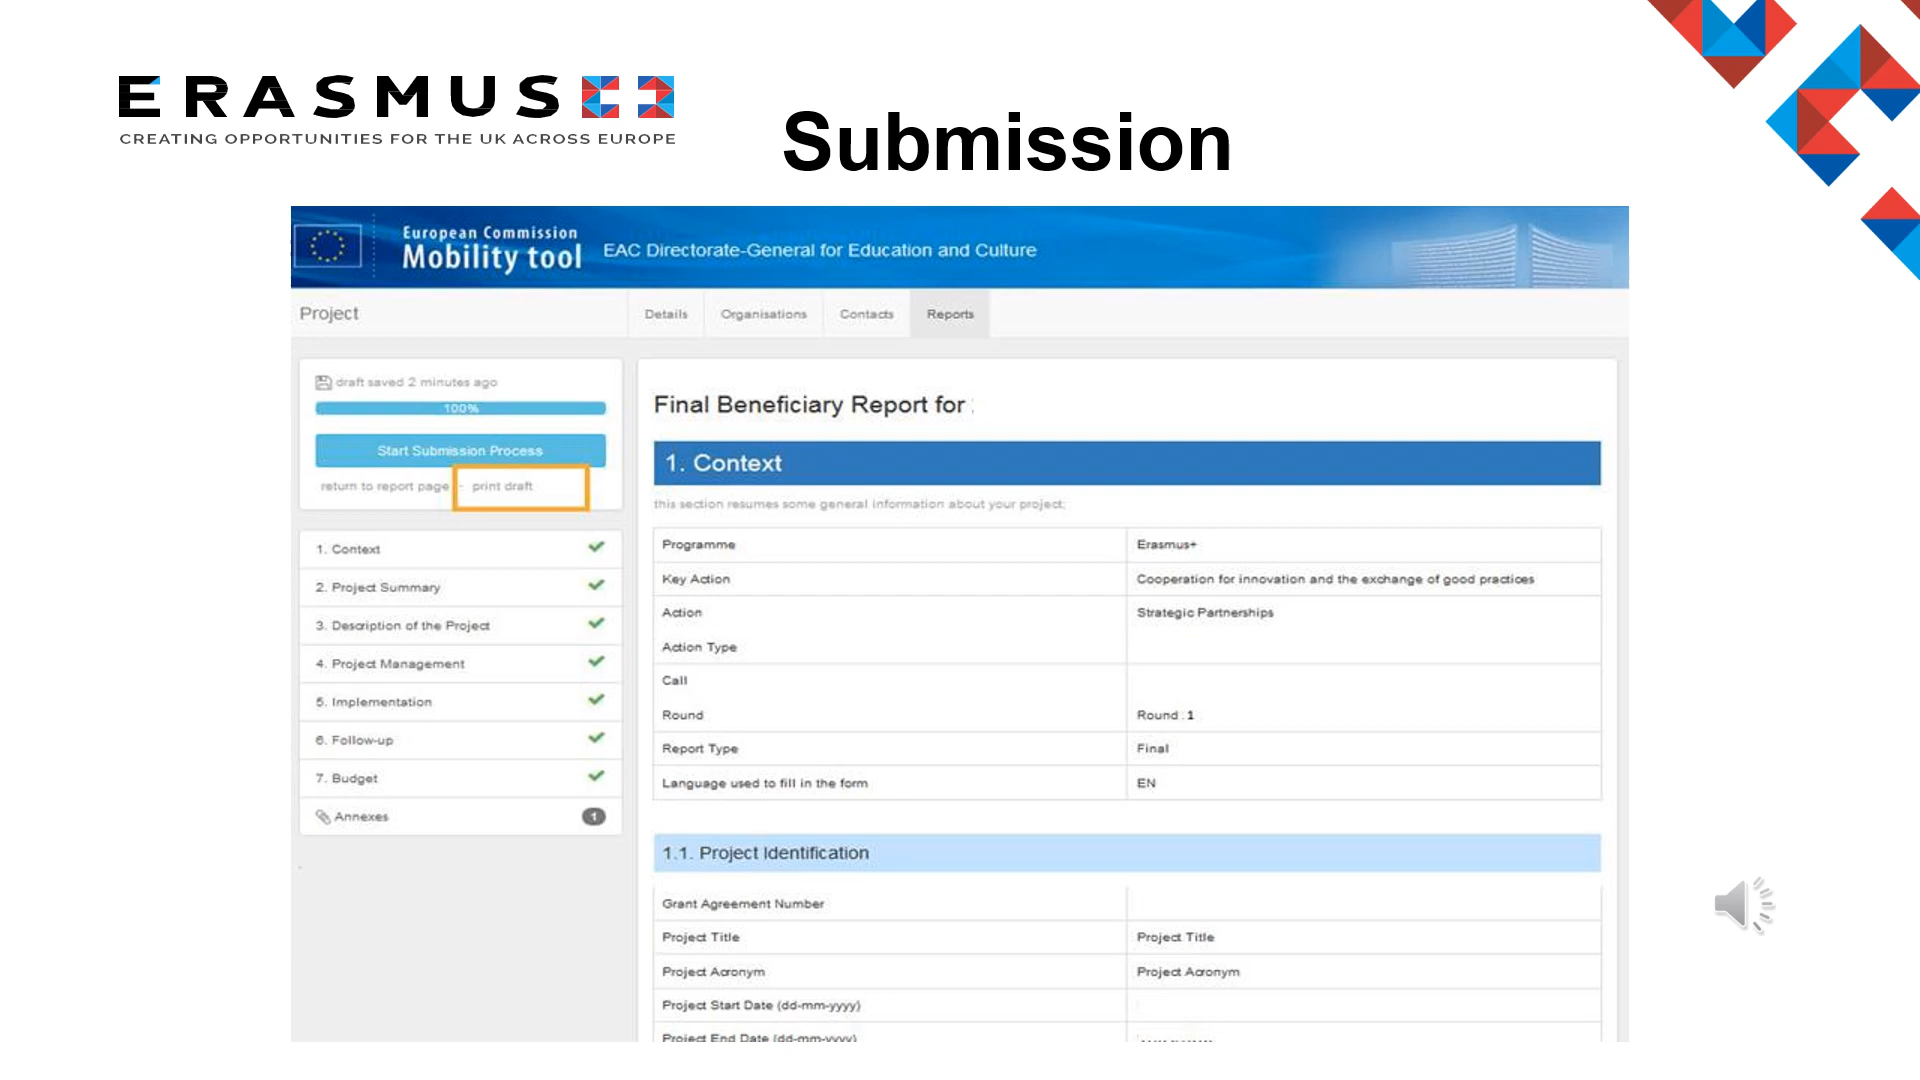 ERASMUS
CREATING OPPORTUNITIES FOR THE UK ACROSS EUROPE
Submission
European Commission
Mobility tool
EAC Directorate-General for Education and Culture
Project
Details
Organisations
Contacts
Reports
draft saved 2 minutes ago
100%
Start Submission Process
return to report page - print draft
1. Context
2. Project Summary
3. Description of the Project
4. Project Management
5. Implementation
6. Follow-up
7. Budget
Annexes 1
Final Beneficiary Report for
1. Context
this section resumes some general information about your project;
Programme Erasmus+
Key Action Cooperation for innovation and the exchange of good practices
Action Strategic Partnerships
Action Type
Call
Round Round 1
Report Type Final
Language used to fill in the form EN
1.1. Project Identification
Grant Agreement Number
Project Title Project Title
Project Acronym Project Acronym
Project Start Date (dd-mm-yyyy)
Project End Date (dd-mm-yyyy)